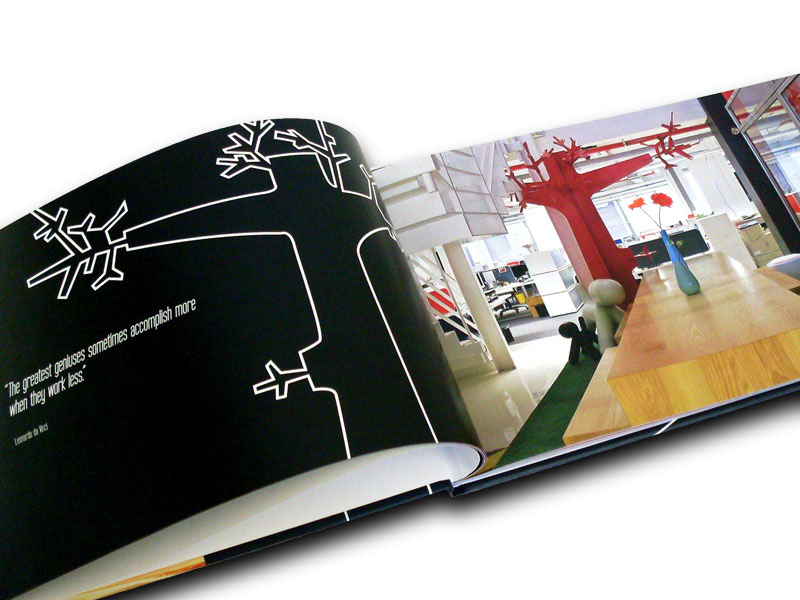 "The greatest geniuses sometimes accomplish more
when they work less."
Leonardo da Vinci